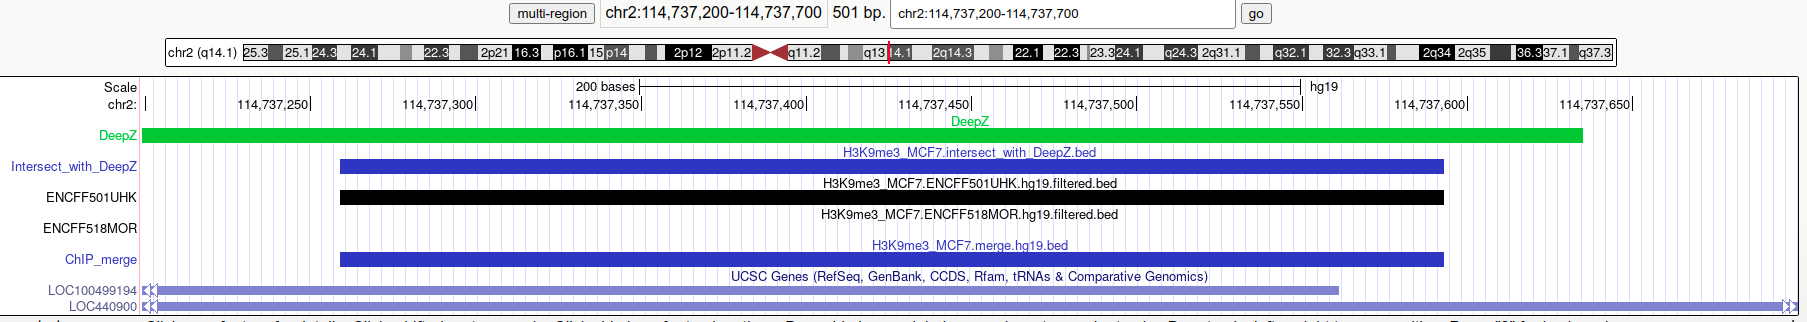 multi-region chr2:114,737,200-114,737,700 501 bp. chr2:114,737,200-114,737,700 go
chr2 (q14.1) 25.3 25.1 24.3 24.1 22.3 2p21 16.3 p16.1 15 p14 2p12 2p11.2 q11.2 q13 14.1 2q14.3 22.1 22.3 23.3 24.1 q24.3 2q31.1 q32.1 32.3 q33.1 2q34 2q35 36.3 37.1 q37.3
Scale 200 bases hg19
chr2: 114,737,250 114,737,300 114,737,350 114,737,400 114,737,450 114,737,500 114,737,550 114,737,600 114,737,650
DeepZ
DeepZ
H3K9me3_MCF7.intersect_with_DeepZ.bed
Intersect_with_DeepZ
H3K9me3_MCF7.ENCFF501UHK.hg19.filtered.bed
ENCFF501UHK
H3K9me3_MCF7.ENCFF518MOR.hg19.filtered.bed
ENCFF518MOR
H3K9me3_MCF7.merge.hg19.bed
ChIP_merge
UCSC Genes (RefSeq, GenBank, CCDS, Rfam, tRNAs & Comparative Genomics)
LOC100499194
LOC440900